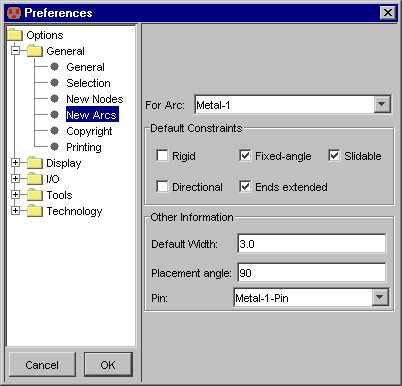 Preferences
Options
General
General
Selection
New Nodes
New Arcs
Copyright
Printing
Display
I/O
Tools
Technology
Cancel
OK
For Arc: Metal-1
Default Constraints
Rigid Fixed-angle Slidable
Directional Ends extended
Other Information
Default Width: 3.0
Placement angle: 90
Pin: Metal-1-Pin